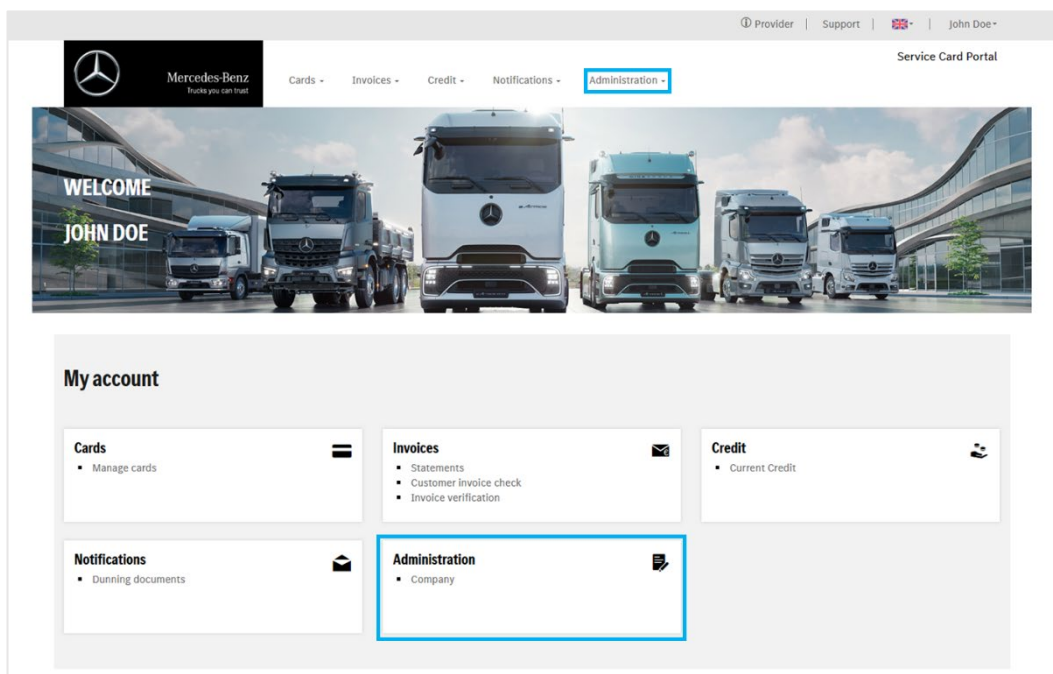 Provider | Support | | John Doe
Service Card Portal
Mercedes-Benz
Trucks you can trust
Cards Invoices Credit Notifications Administration
WELCOME
JOHN DOE
My account
Cards
Manage cards
Invoices
Statements
Customer invoice check
Invoice verification
Credit
Current Credit
Notifications
Dunning documents
Administration
Company